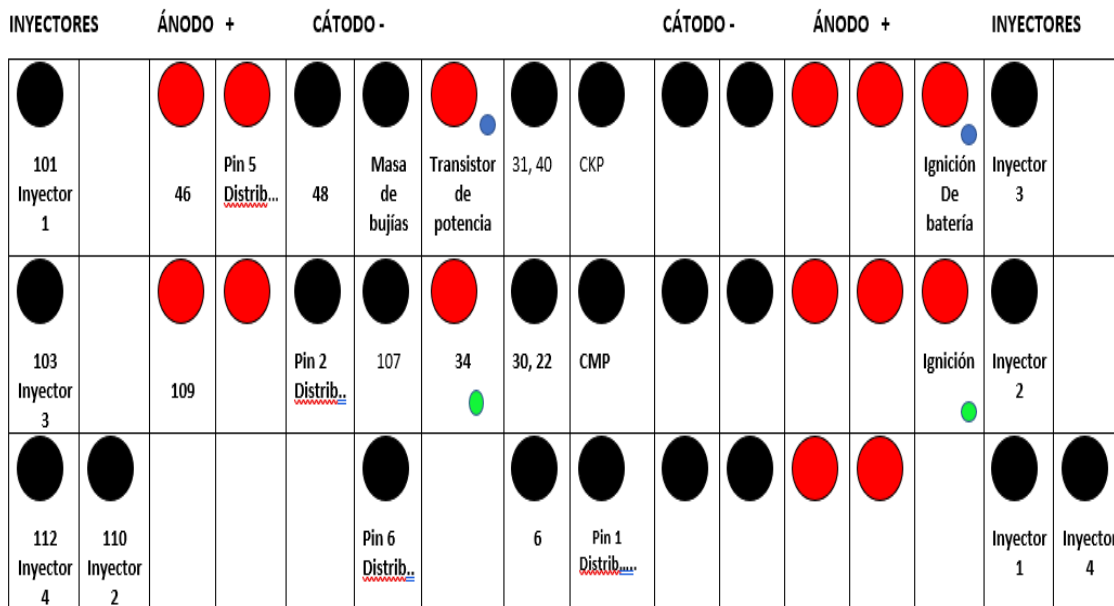 INYECTORES ÁNODO + CÁTODO - CÁTODO - ÁNODO + INYECTORES
101
Inyector
1
46
Pin 5
Distrib...
48
Masa
de
bujías
Transistor
de
potencia
31, 40
CKP
Ignición
De
batería
Inyector
3
103
Inyector
3
109
Pin 2
Distrib..
107
34
30, 22
CMP
Ignición
Inyector
2
112
Inyector
4
110
Inyector
2
Pin 6
Distrib..
6
Pin 1
Distrib.....
Inyector
1
Inyector
4